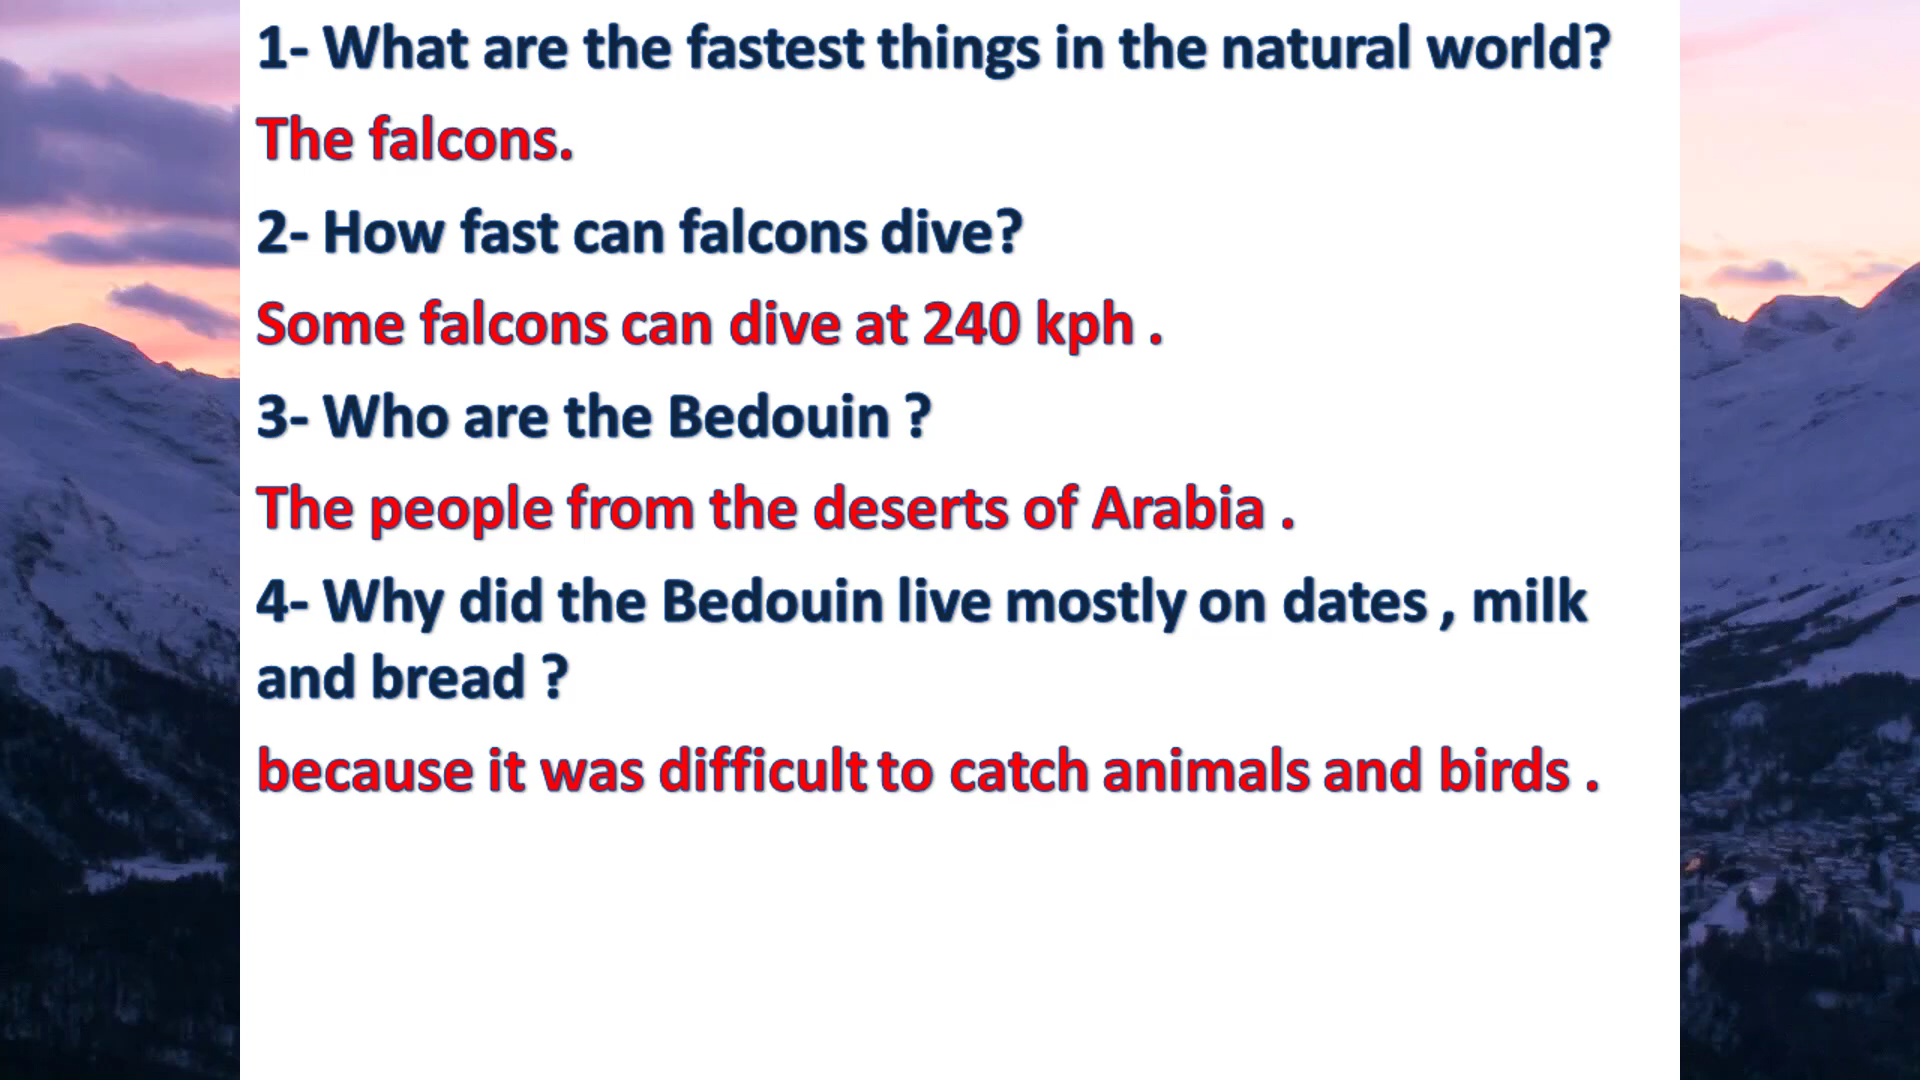 1- What are the fastest things in the natural world?
The falcons.
2- How fast can falcons dive?
Some falcons can dive at 240 kph .
3- Who are the Bedouin ?
The people from the deserts of Arabia .
4- Why did the Bedouin live mostly on dates , milk
and bread ?
because it was difficult to catch animals and birds .